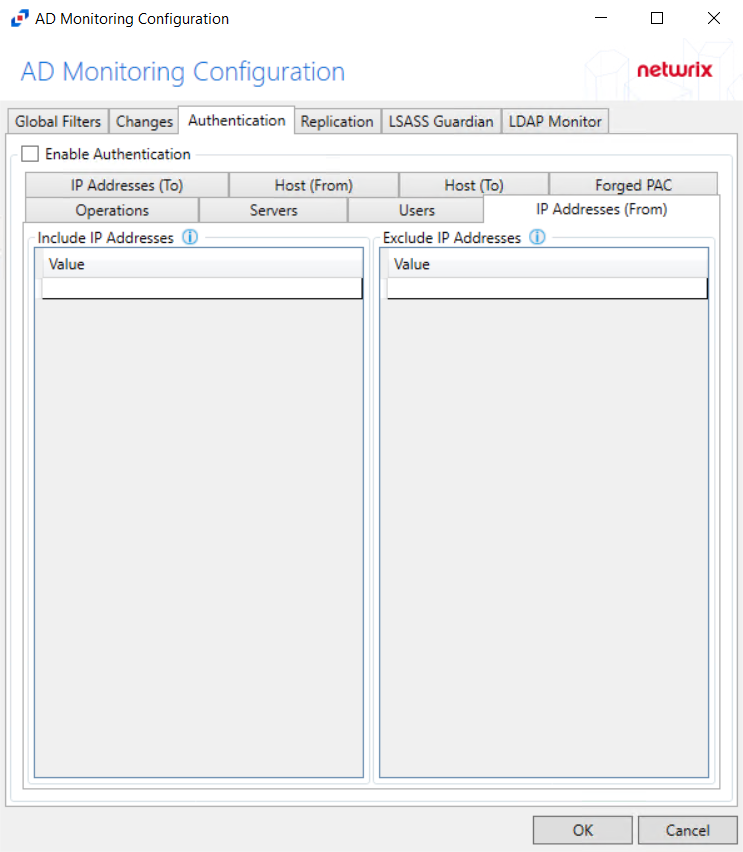 AD Monitoring Configuration
AD Monitoring Configuration
netwrix
Global Filters Changes Authentication Replication LSASS Guardian LDAP Monitor
Enable Authentication
IP Addresses (To) Host (From) Host (To) Forged PAC
Operations Servers Users IP Addresses (From)
Include IP Addresses Exclude IP Addresses
Value Value
OK Cancel